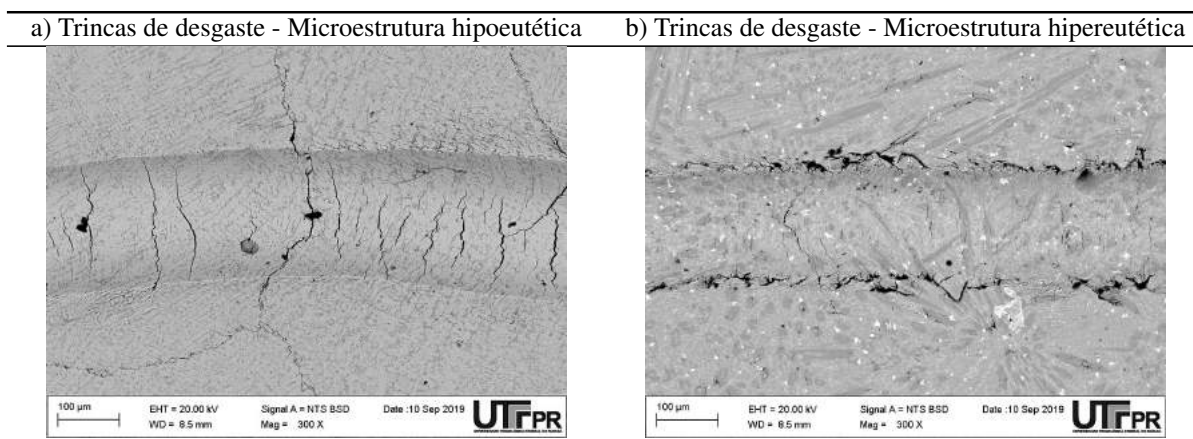 a) Trincas de desgaste - Microestrutura hipoeutética
b) Trincas de desgaste - Microestrutura hipereutética
100 µm
EHT = 20.00 kV
WD = 8.5 mm
Signal A = NTS BSD
Mag = 300 X
Date :10 Sep 2019
UTFPR
100 µm
EHT = 20.00 kV
WD = 8.5 mm
Signal A = NTS BSD
Mag = 300 X
Date :10 Sep 2019
UTFPR